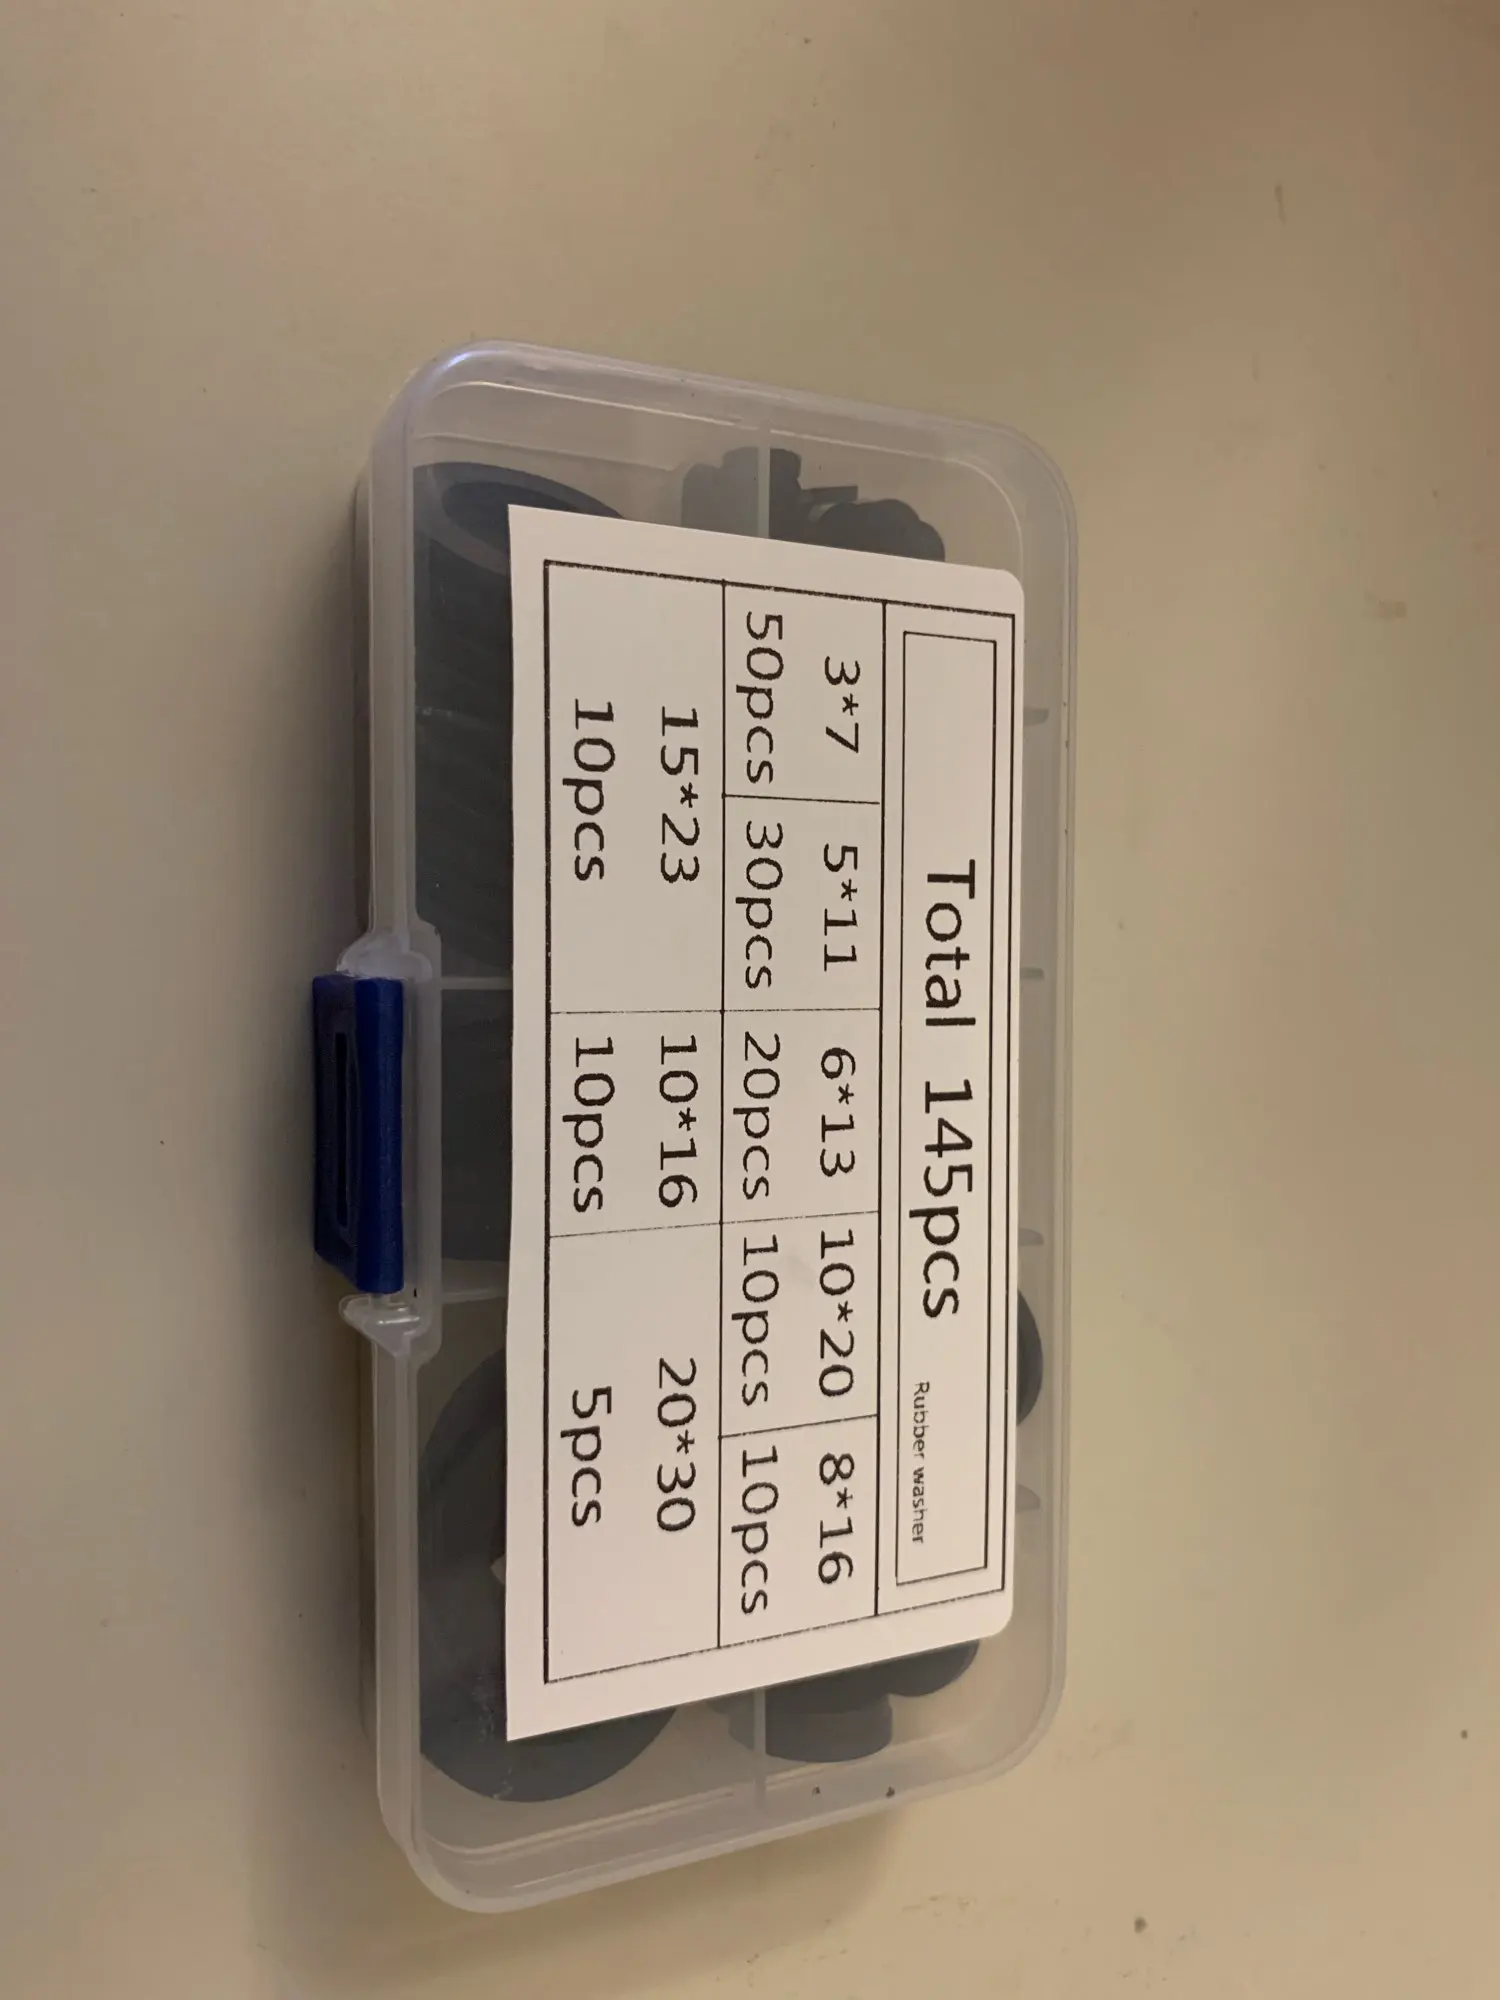 Total 145pcs Rubber washer
3*7 5*11 6*13 10*20 8*16
50pcs 30pcs 20pcs 10pcs 10pcs
15*23 10*16 20*30
10pcs 10pcs 5pcs